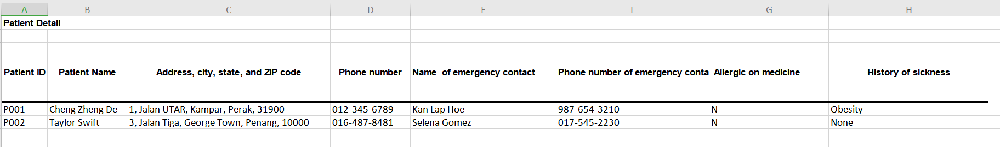 A B C D E F G H
Patient Detail
Patient ID Patient Name Address, city, state, and ZIP code Phone number Name  of emergency contact Phone number of emergency conta Allergic on medicine History of sickness
P001 Cheng Zheng De 1, Jalan UTAR, Kampar, Perak, 31900 012-345-6789 Kan Lap Hoe 987-654-3210 N Obesity
P002 Taylor Swift 3, Jalan Tiga, George Town, Penang, 10000 016-487-8481 Selena Gomez 017-545-2230 N None